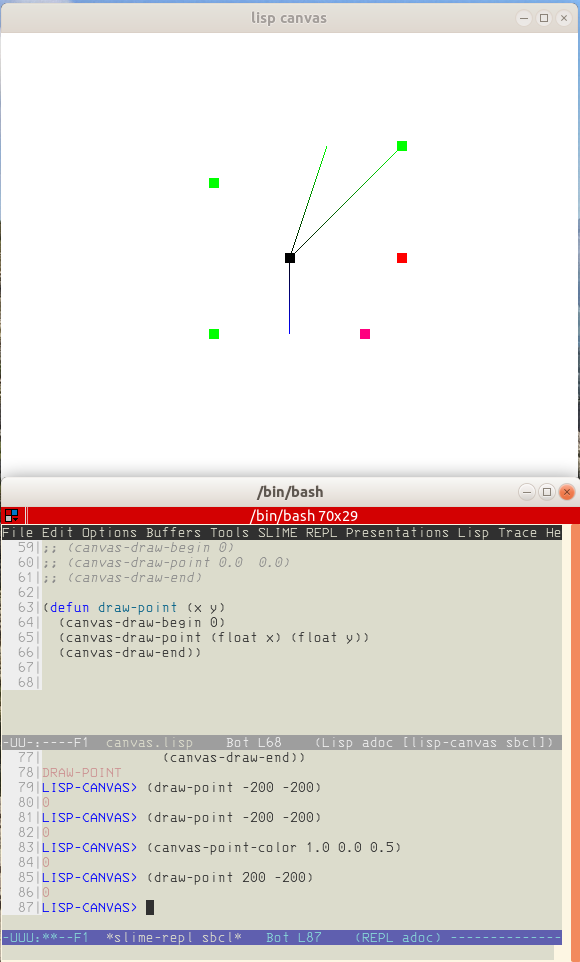 lisp canvas
/bin/bash
/bin/bash 70x29
File Edit Options Buffers Tools SLIME REPL Presentations Lisp Trace He
59|;; (canvas-draw-begin 0)
60|;; (canvas-draw-point 0.0  0.0)
61|;; (canvas-draw-end)
62|
63|(defun draw-point (x y)
64|  (canvas-draw-begin 0)
65|  (canvas-draw-point (float x) (float y))
66|  (canvas-draw-end))
67|
68|
-UU-:----F1  canvas.lisp    Bot L68    (Lisp adoc [lisp-canvas sbcl])
77|                (canvas-draw-end))
78|DRAW-POINT
79|LISP-CANVAS> (draw-point -200 -200)
80|0
81|LISP-CANVAS> (draw-point -200 -200)
82|0
83|LISP-CANVAS> (canvas-point-color 1.0 0.0 0.5)
84|0
85|LISP-CANVAS> (draw-point 200 -200)
86|0
87|LISP-CANVAS>
-UUU:**--F1  *slime-repl sbcl*   Bot L87    (REPL adoc) --------------